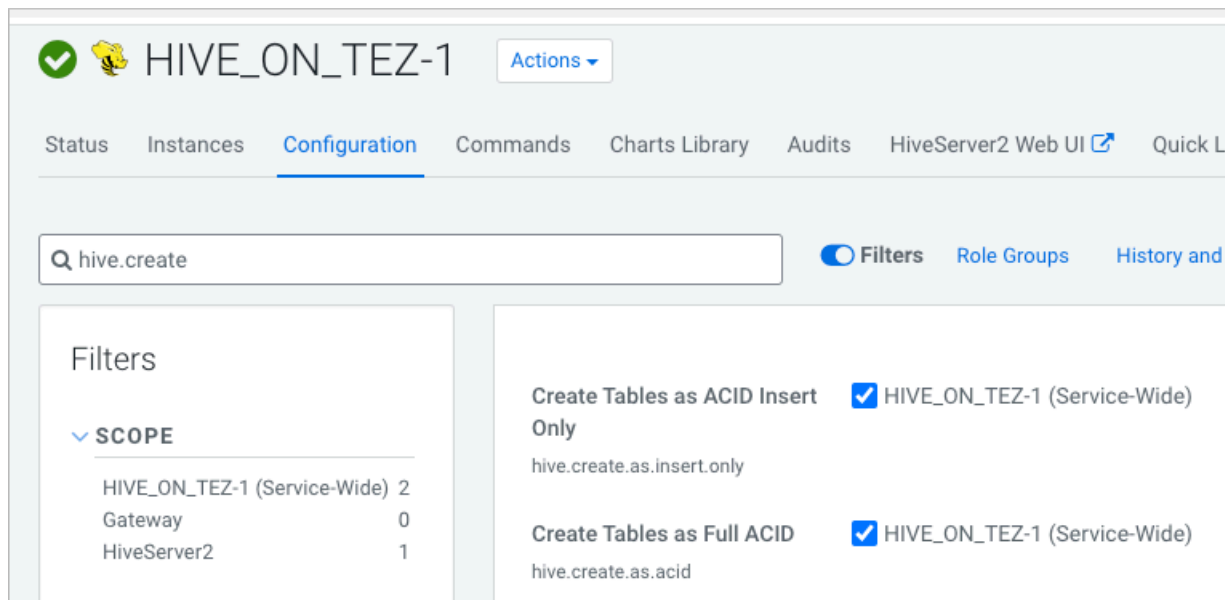 HIVE_ON_TEZ-1 Actions
Status Instances Configuration Commands Charts Library Audits HiveServer2 Web UI Quick L
hive.create Filters Role Groups History and
Filters
SCOPE
HIVE_ON_TEZ-1 (Service-Wide) 2
Gateway 0
HiveServer2 1
Create Tables as ACID Insert HIVE_ON_TEZ-1 (Service-Wide)
Only
hive.create.as.insert.only
Create Tables as Full ACID HIVE_ON_TEZ-1 (Service-Wide)
hive.create.as.acid